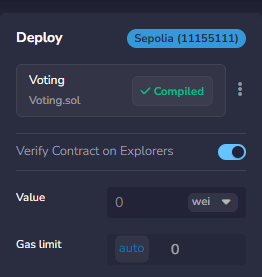 Deploy Sepolia (11155111)
Voting
Voting.sol
Compiled
Verify Contract on Explorers
Value 0 wei
Gas limit auto 0